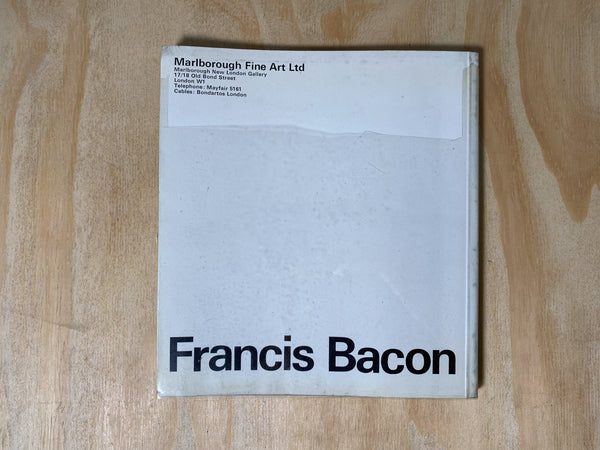 Marlborough Fine Art Ltd
Marlborough New London Gallery
17/18 Old Bond Street
London W1
Telephone: Mayfair 5161
Cables: Bondartos London
Francis Bacon